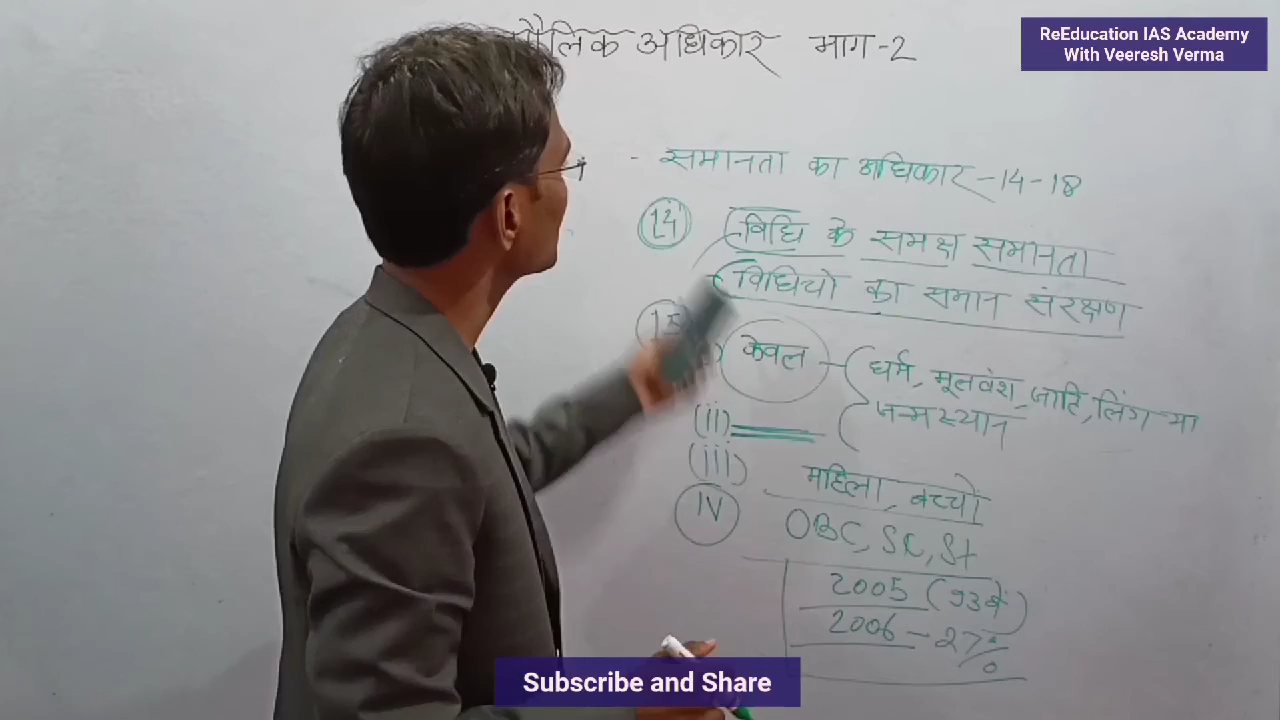 मौलिक अधिकार भाग-2
ReEducation IAS Academy
With Veeresh Verma
- समानता का अधिकार -14-18
14 विधि के समक्ष समानता
विधियो का समान संरक्षण
15
केवल - धर्म, मूलवंश, जाति, लिंग या
जन्मस्थान
(ii)
(iii) महिला, बच्चो
IV OBC, SC, ST
2005 (93वें)
2006 - 27%
Subscribe and Share